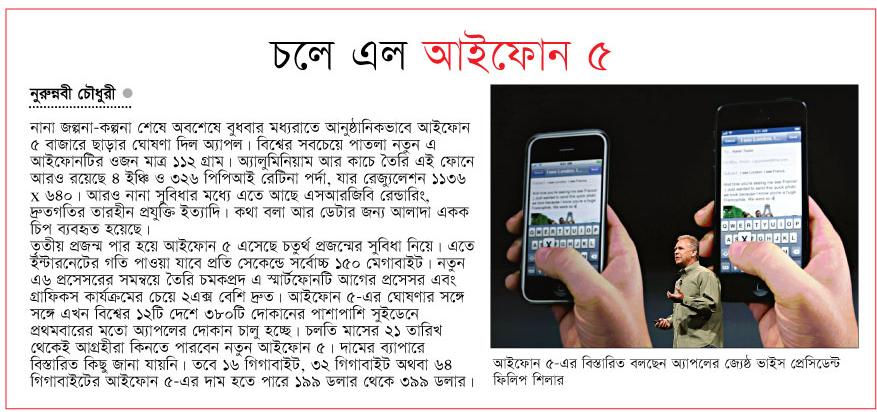 চলে এল আইফোন ৫
নুরুন্নবী চৌধুরী
নানা জল্পনা-কল্পনা শেষে অবশেষে বুধবার মধ্যরাতে আনুষ্ঠানিকভাবে আইফোন
৫ বাজারে ছাড়ার ঘোষণা দিল অ্যাপল। বিশ্বের সবচেয়ে পাতলা নতুন এ
আইফোনটির ওজন মাত্র ১১২ গ্রাম। অ্যালুমিনিয়াম আর কাচে তৈরি এই ফোনে
আরও রয়েছে ৪ ইঞ্চি ও ৩২৬ পিপিআই রেটিনা পর্দা, যার রেজ্যুলেশন ১১৩৬
x ৬৪০। আরও নানা সুবিধার মধ্যে এতে আছে এসআরজিবি রেন্ডারিং,
দ্রুতগতির তারহীন প্রযুক্তি ইত্যাদি। কথা বলা আর ডেটার জন্য আলাদা একক
চিপ ব্যবহৃত হয়েছে।
তৃতীয় প্রজন্ম পার হয়ে আইফোন ৫ এসেছে চতুর্থ প্রজন্মের সুবিধা নিয়ে। এতে
ইন্টারনেটের গতি পাওয়া যাবে প্রতি সেকেন্ডে সর্বোচ্চ ১৫০ মেগাবাইট। নতুন
এ৬ প্রসেসরের সমন্বয়ে তৈরি চমকপ্রদ এ স্মার্টফোনটি আগের প্রসেসর এবং
গ্রাফিকস কার্যক্রমের চেয়ে ২এক্স বেশি দ্রুত। আইফোন ৫-এর ঘোষণার সঙ্গে
সঙ্গে এখন বিশ্বের ১২টি দেশে ৩৮০টি দোকানের পাশাপাশি সুইডেনে
প্রথমবারের মতো অ্যাপলের দোকান চালু হচ্ছে। চলতি মাসের ২১ তারিখ
থেকেই আগ্রহীরা কিনতে পারবেন নতুন আইফোন ৫। দামের ব্যাপারে
বিস্তারিত কিছু জানা যায়নি। তবে ১৬ গিগাবাইট, ৩২ গিগাবাইট অথবা ৬৪
গিগাবাইটের আইফোন ৫-এর দাম হতে পারে ১৯৯ ডলার থেকে ৩৯৯ ডলার।
আইফোন ৫-এর বিস্তারিত বলছেন অ্যাপলের জ্যেষ্ঠ ভাইস প্রেসিডেন্ট
ফিলিপ শিলার